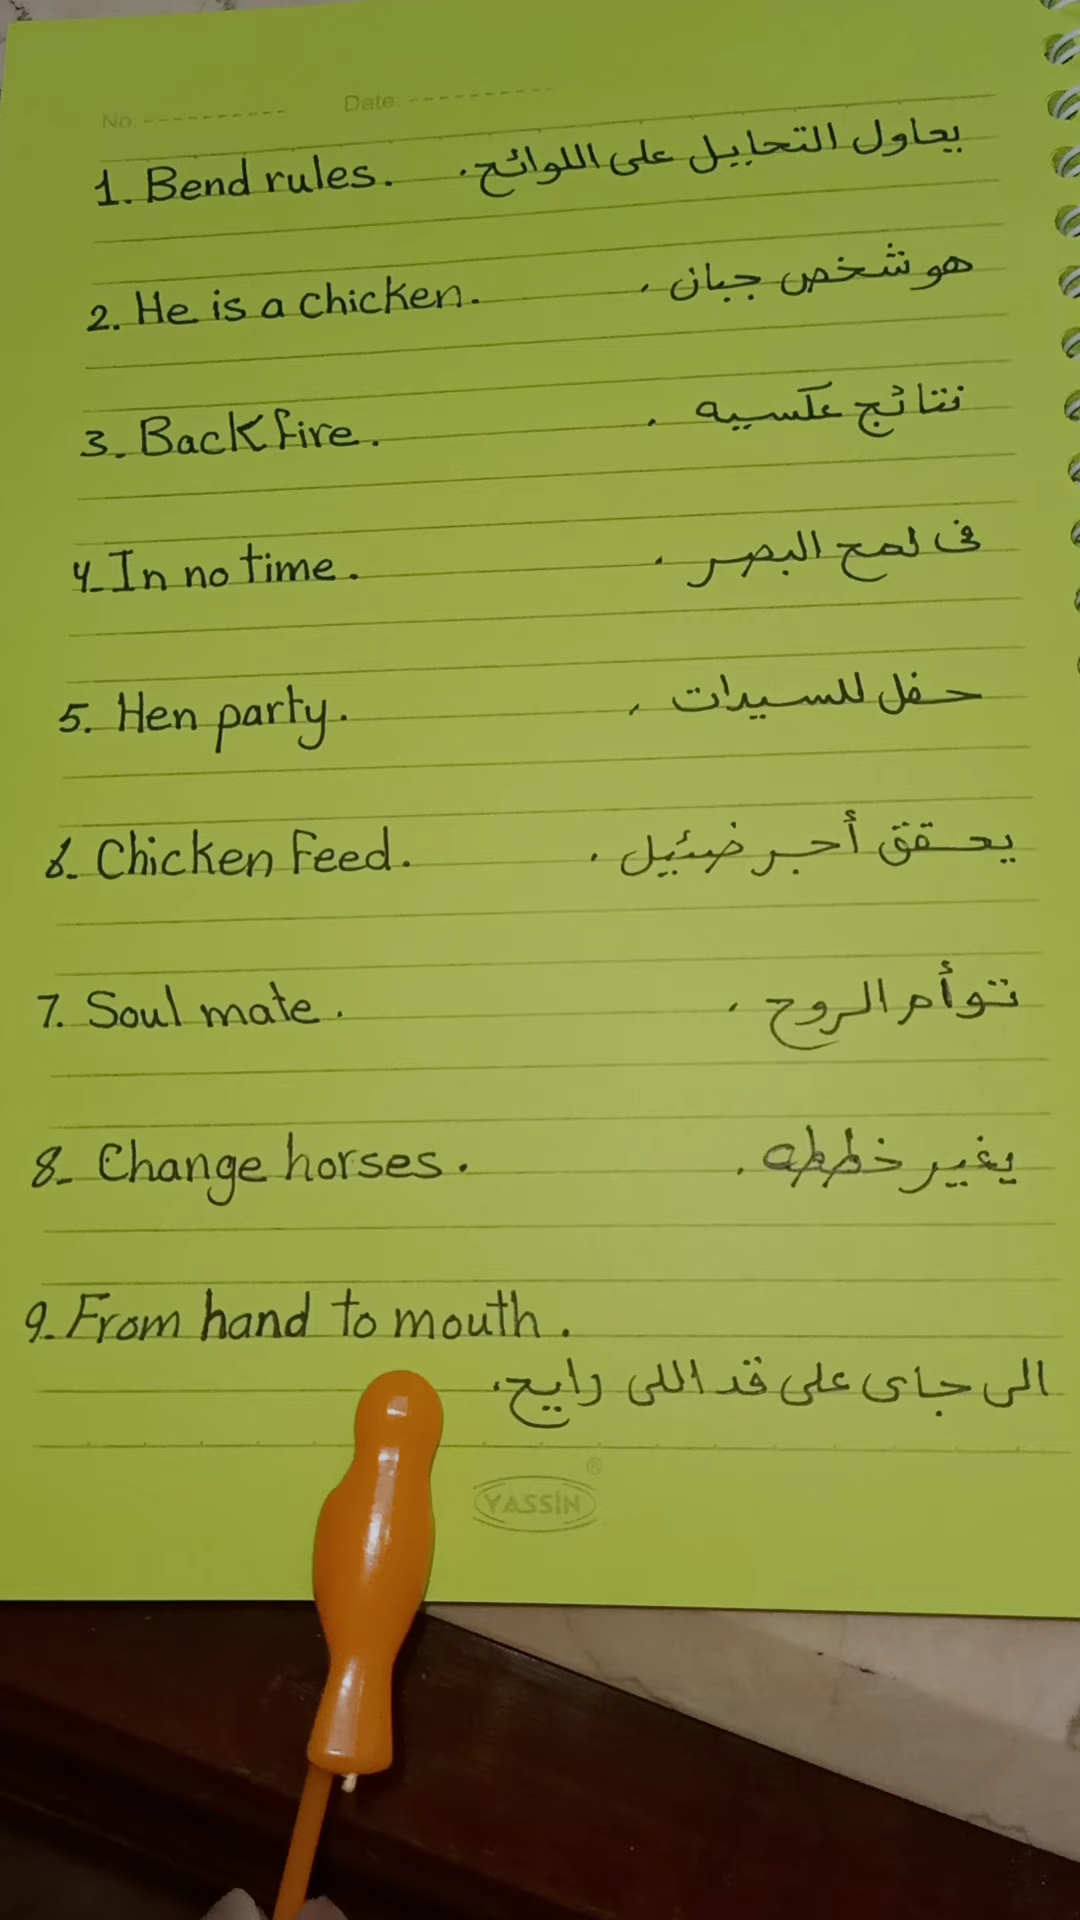 No. ---------- Date: ----------
1. Bend rules. يحاول التحايل على اللوائح.
2. He is a chicken. هو شخص جبان.
3. Backfire. نتائج عكسيه.
4. In no time. فى لمح البصر.
5. Hen party. حفل للسيدات.
6. Chicken Feed. يحقق أجر ضئيل.
7. Soul mate. توأم الروح.
8. Change horses. يغير خططه.
9. From hand to mouth.
الى جاى على قد اللى رايح.
YASSİN ®